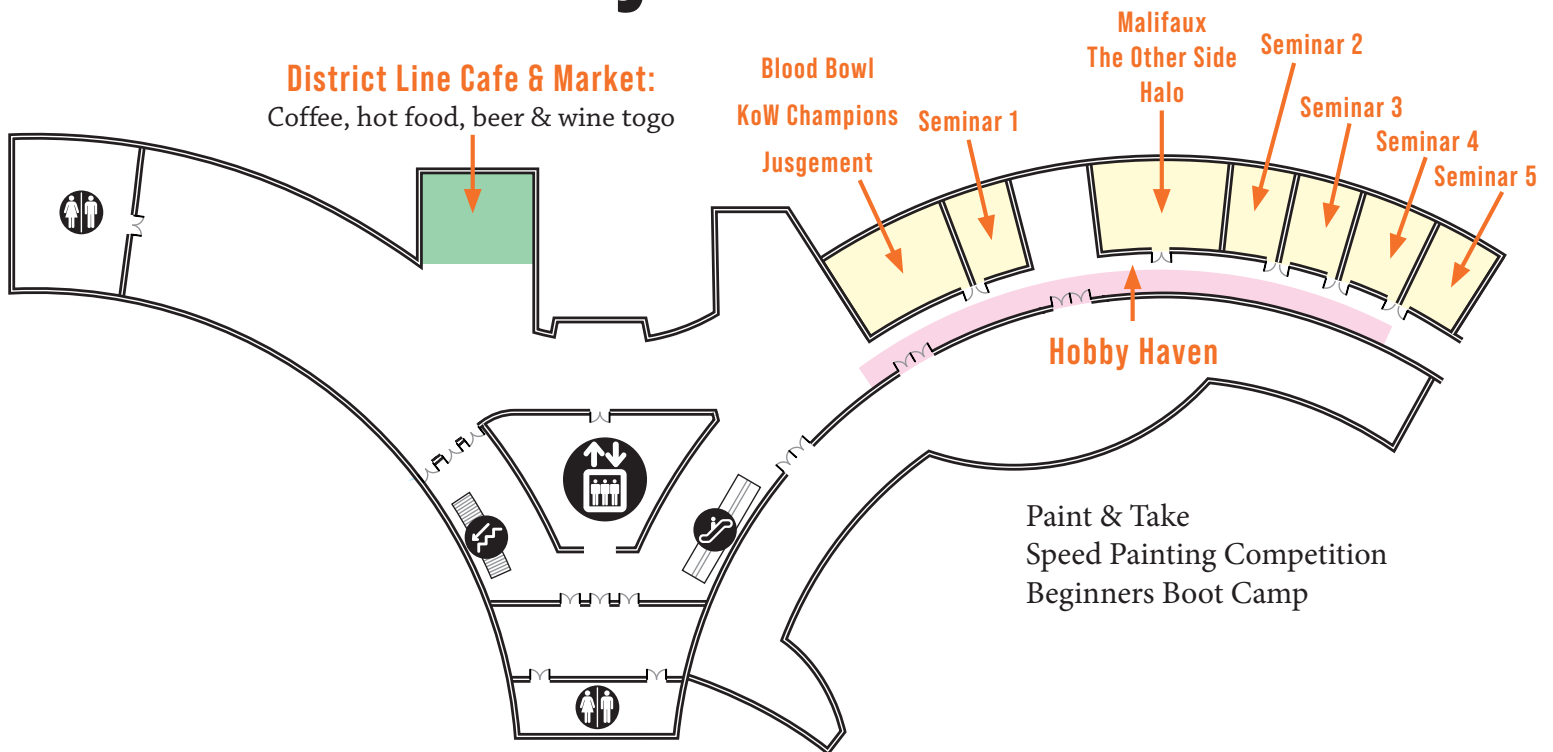 District Line Cafe & Market:
Coffee, hot food, beer & wine togo
Blood Bowl
KoW Champions
Jusgement
Seminar 1
Malifaux
The Other Side
Halo
Seminar 2
Seminar 3
Seminar 4
Seminar 5
Hobby Haven
Paint & Take
Speed Painting Competition
Beginners Boot Camp